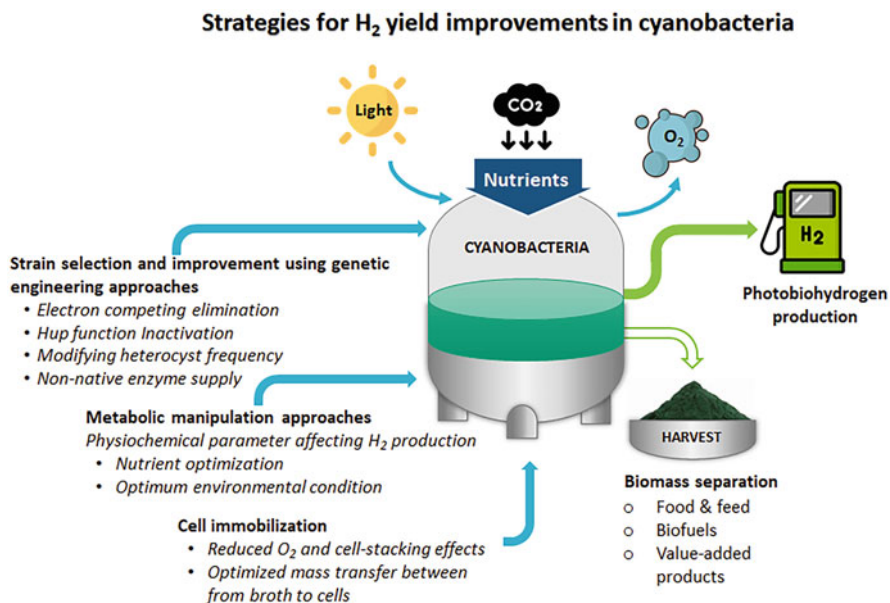 Strategies for H₂ yield improvements in cyanobacteria
Light
CO₂
O₂
Nutrients
CYANOBACTERIA
H₂
Photobiohydrogen
production
Strain selection and improvement using genetic
engineering approaches
• Electron competing elimination
• Hup function Inactivation
• Modifying heterocyst frequency
• Non-native enzyme supply
Metabolic manipulation approaches
Physiochemical parameter affecting H₂ production
• Nutrient optimization
• Optimum environmental condition
Cell immobilization
• Reduced O₂ and cell-stacking effects
• Optimized mass transfer between
from broth to cells
HARVEST
Biomass separation
o Food & feed
o Biofuels
o Value-added
products